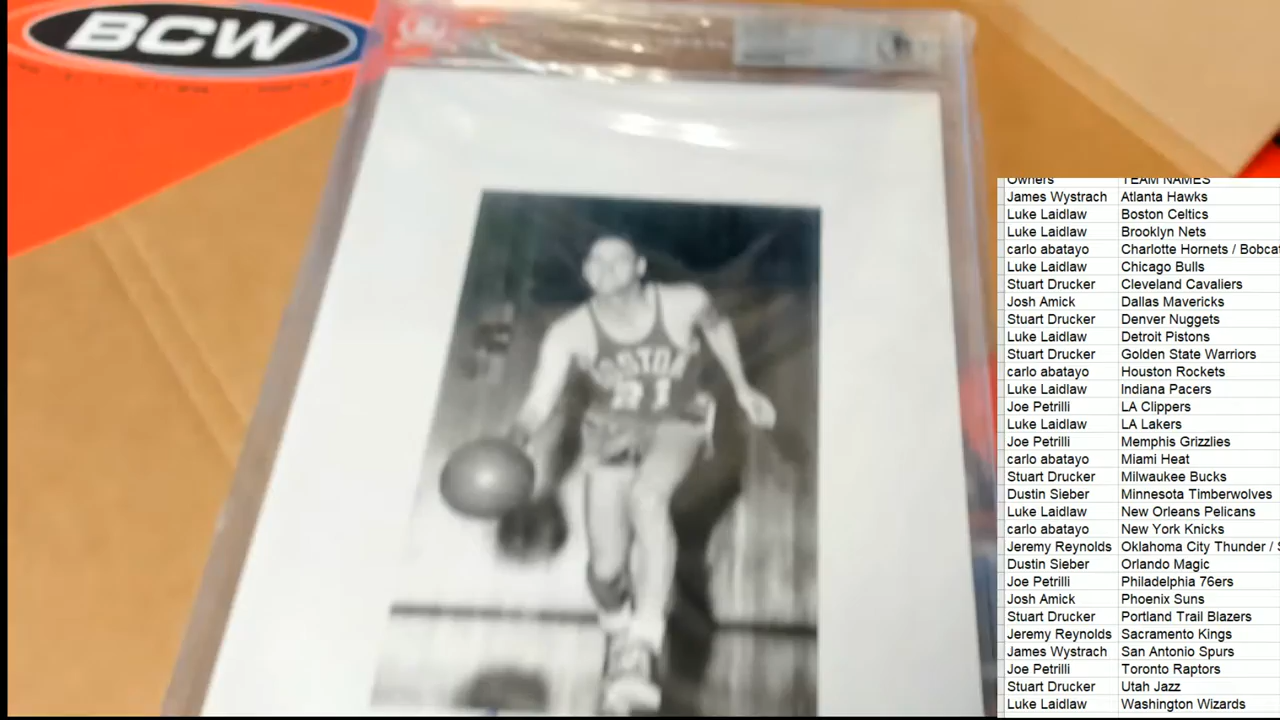 BCW
BOSTON
21
Owners TEAM NAMES
James Wystrach Atlanta Hawks
Luke Laidlaw Boston Celtics
Luke Laidlaw Brooklyn Nets
carlo abatayo Charlotte Hornets / Bobcat
Luke Laidlaw Chicago Bulls
Stuart Drucker Cleveland Cavaliers
Josh Amick Dallas Mavericks
Stuart Drucker Denver Nuggets
Luke Laidlaw Detroit Pistons
Stuart Drucker Golden State Warriors
carlo abatayo Houston Rockets
Luke Laidlaw Indiana Pacers
Joe Petrilli LA Clippers
Luke Laidlaw LA Lakers
Joe Petrilli Memphis Grizzlies
carlo abatayo Miami Heat
Stuart Drucker Milwaukee Bucks
Dustin Sieber Minnesota Timberwolves
Luke Laidlaw New Orleans Pelicans
carlo abatayo New York Knicks
Jeremy Reynolds Oklahoma City Thunder /
Dustin Sieber Orlando Magic
Joe Petrilli Philadelphia 76ers
Josh Amick Phoenix Suns
Stuart Drucker Portland Trail Blazers
Jeremy Reynolds Sacramento Kings
James Wystrach San Antonio Spurs
Joe Petrilli Toronto Raptors
Stuart Drucker Utah Jazz
Luke Laidlaw Washington Wizards